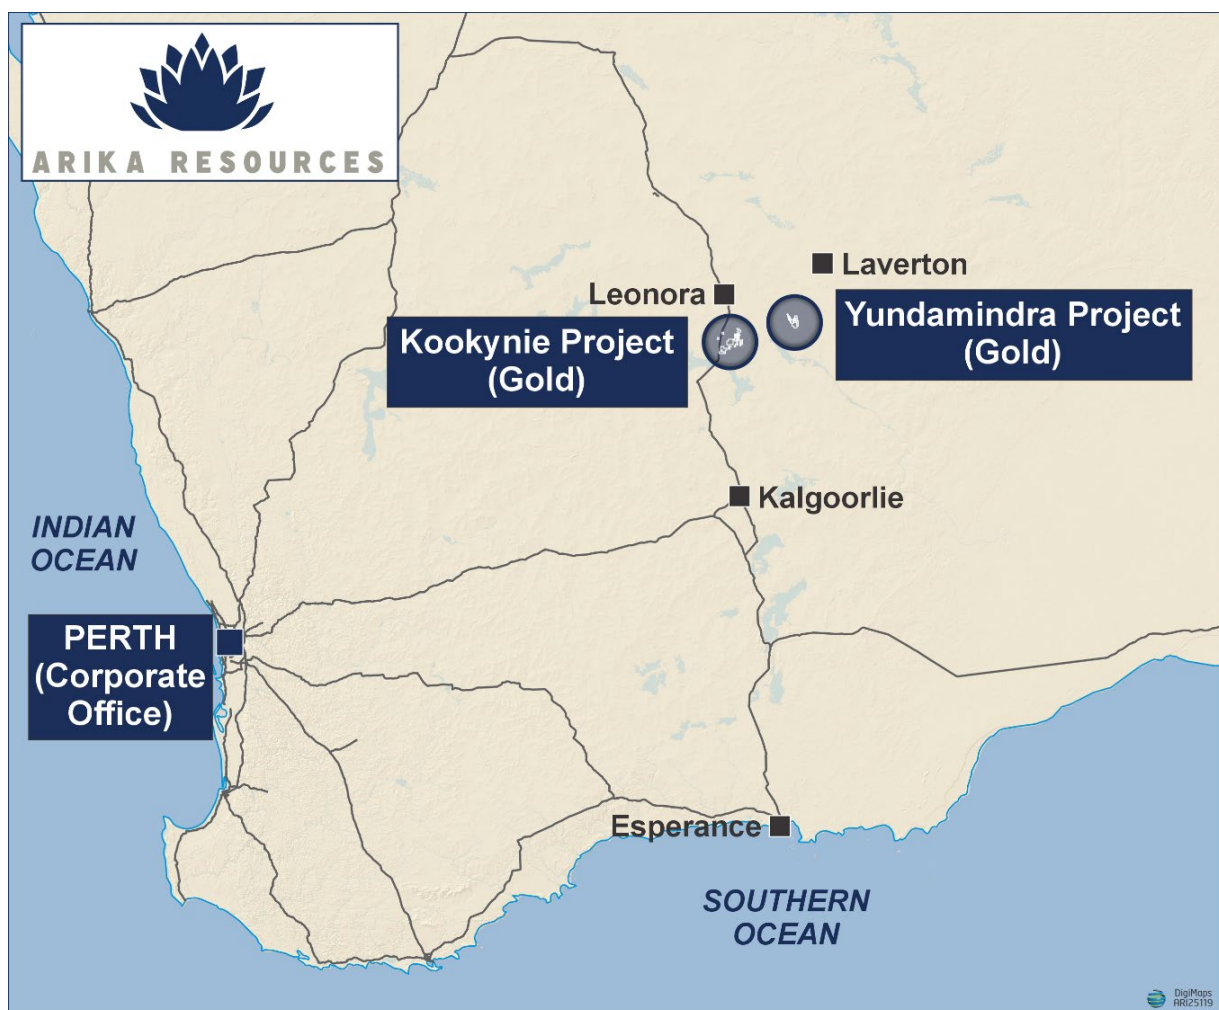 ARIKA RESOURCES
Laverton
Leonora
Yundamindra Project
(Gold)
Kookynie Project
(Gold)
Kalgoorlie
INDIAN
OCEAN
PERTH
(Corporate
Office)
Esperance
SOUTHERN
OCEAN
DigiMaps
ARI25119